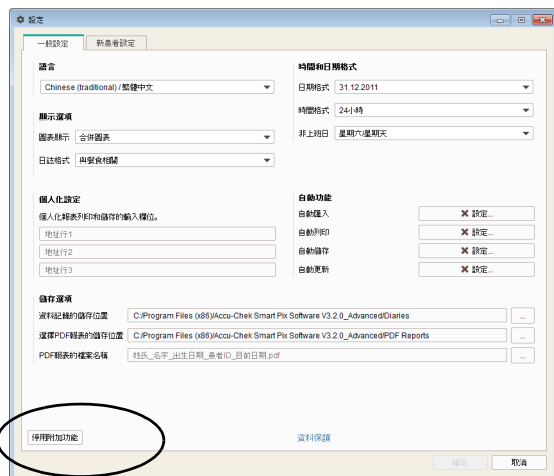 設定
一般設定 新患者設定
語言
Chinese (traditional) / 繁體中文
顯示選項
圖表顯示 合併圖表
日誌格式 與餐食相關
時間和日期格式
日期格式 31.12.2011
時間格式 24小時
非上班日 星期六/星期天
個人化設定
個人化報表列印和儲存的輸入欄位。
地址行1
地址行2
地址行3
自動功能
自動匯入 設定...
自動列印 設定...
自動儲存 設定...
自動更新 設定...
儲存選項
資料記錄的儲存位置 C:/Program Files (x86)/Accu-Chek Smart Pix Software V3.2.0_Advanced/Diaries ...
選擇PDF報表的儲存位置 C:/Program Files (x86)/Accu-Chek Smart Pix Software V3.2.0_Advanced/PDF Reports ...
PDF報表的檔案名稱 姓氏_名字_出生日期_患者ID_目前日期.pdf ...
停用附加功能 資料保護
確定 取消